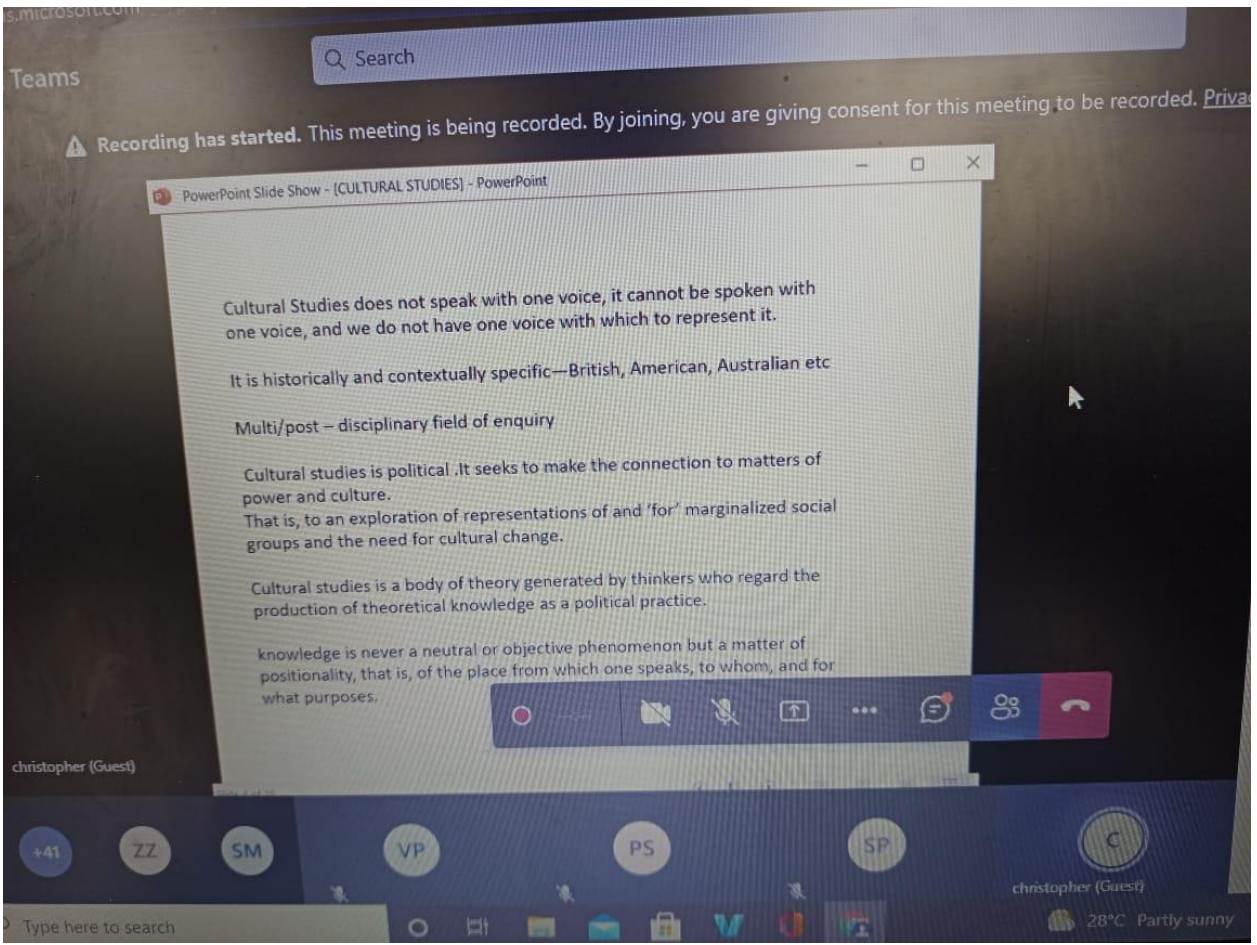 s.microsoft.com
Search
Teams
Recording has started. This meeting is being recorded. By joining, you are giving consent for this meeting to be recorded. Priva
PowerPoint Slide Show - [CULTURAL STUDIES] - PowerPoint
Cultural Studies does not speak with one voice, it cannot be spoken with
one voice, and we do not have one voice with which to represent it.
It is historically and contextually specific—British, American, Australian etc
Multi/post – disciplinary field of enquiry
Cultural studies is political .It seeks to make the connection to matters of
power and culture.
That is, to an exploration of representations of and 'for' marginalized social
groups and the need for cultural change.
Cultural studies is a body of theory generated by thinkers who regard the
production of theoretical knowledge as a political practice.
knowledge is never a neutral or objective phenomenon but a matter of
positionality, that is, of the place from which one speaks, to whom, and for
what purposes.
christopher (Guest)
+41
ZZ
SM
VP
PS
SP
C
christopher (Guest)
Type here to search
28°C Partly sunny